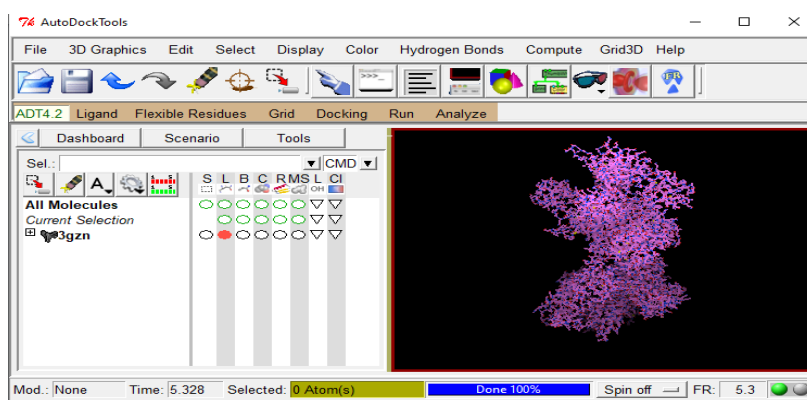 AutoDockTools
File 3D Graphics Edit Select Display Color Hydrogen Bonds Compute Grid3D Help
ADT4.2 Ligand Flexible Residues Grid Docking Run Analyze
Dashboard Scenario Tools
Sel.: CMD
A S L B C R MS L Cl
OH
All Molecules
Current Selection
3gzn
Mod.: None Time: 5.328 Selected: 0 Atom(s) Done 100% Spin off FR: 5.3